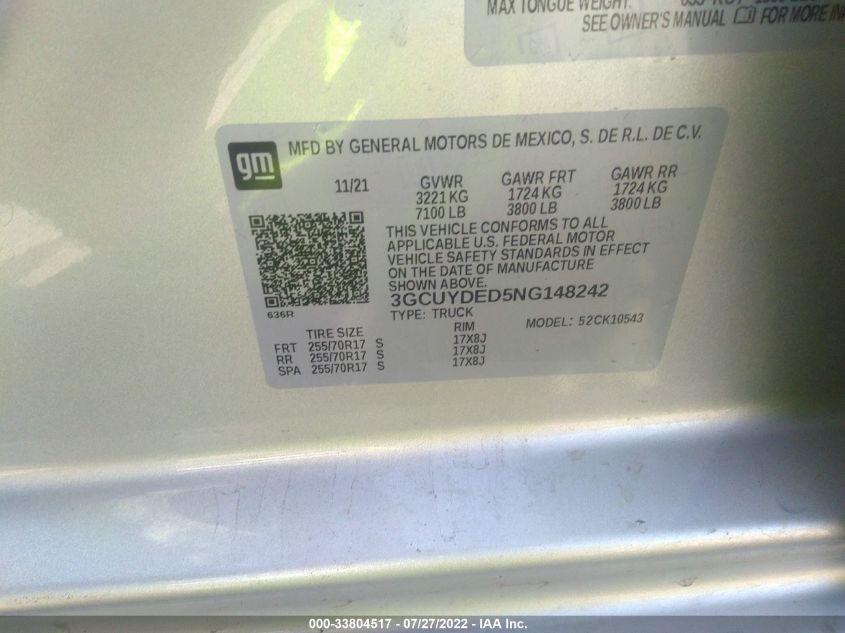 MAX TONGUE WEIGHT:
SEE OWNER'S MANUAL FOR MORE
gm
MFD BY GENERAL MOTORS DE MEXICO, S. DE R.L. DE C.V.
11/21 GVWR GAWR FRT GAWR RR
3221 KG 1724 KG 1724 KG
7100 LB 3800 LB 3800 LB
THIS VEHICLE CONFORMS TO ALL
APPLICABLE U.S. FEDERAL MOTOR
VEHICLE SAFETY STANDARDS IN EFFECT
ON THE DATE OF MANUFACTURE
SHOWN ABOVE.
3GCUYDED5NG148242
636R
TYPE: TRUCK
MODEL: 52CK10543
TIRE SIZE RIM
FRT 255/70R17 S 17X8J
RR 255/70R17 S 17X8J
SPA 255/70R17 S 17X8J
000-33804517 - 07/27/2022 - IAA Inc.